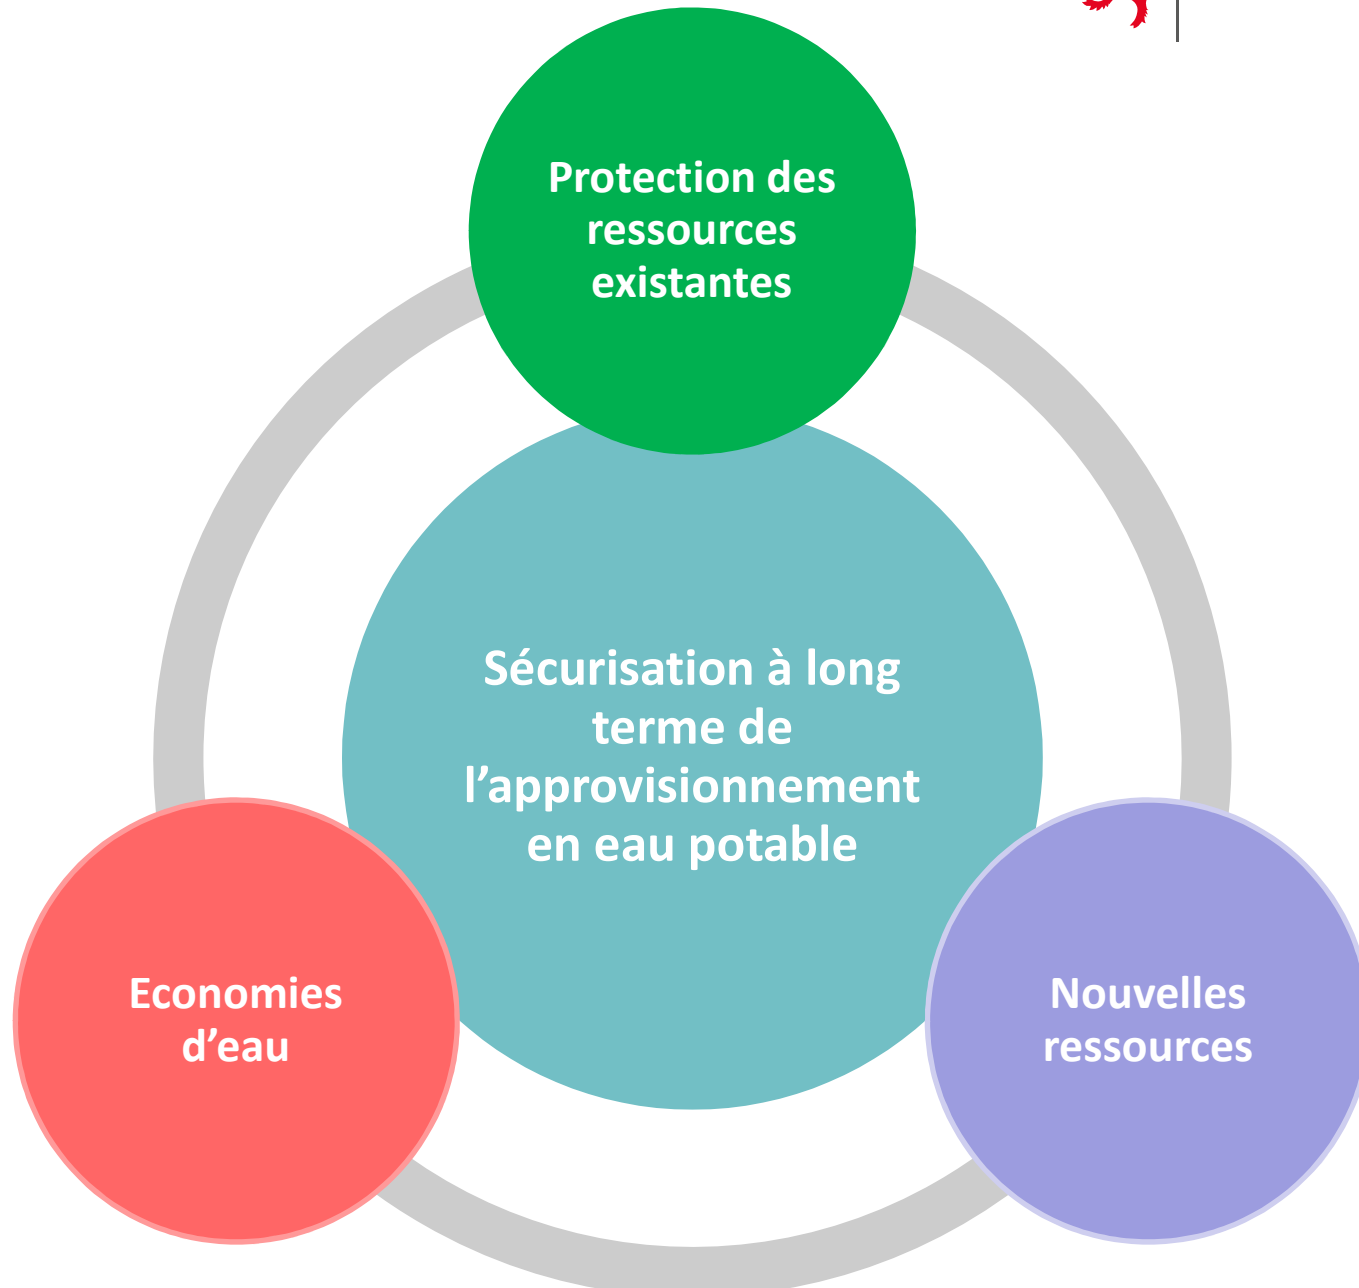 Protection des
ressources
existantes
Sécurisation à long
terme de
l’approvisionnement
en eau potable
Economies
d’eau
Nouvelles
ressources